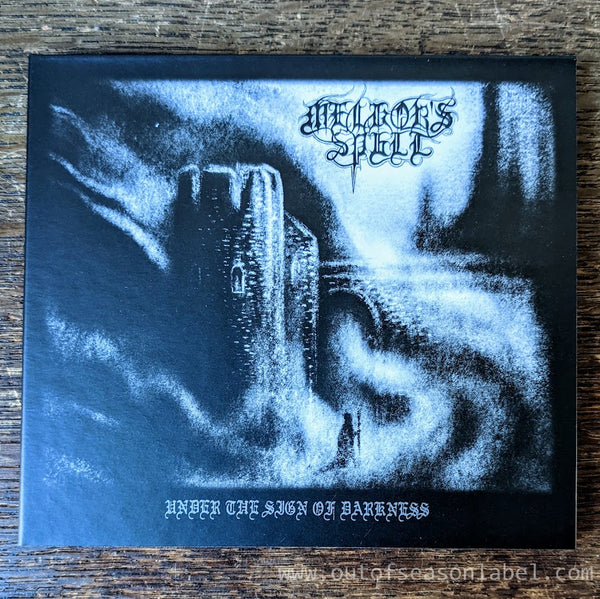 MELKOR'S
SPELL
UNDER THE SIGN OF DARKNESS
www.outofseasonlabel.com